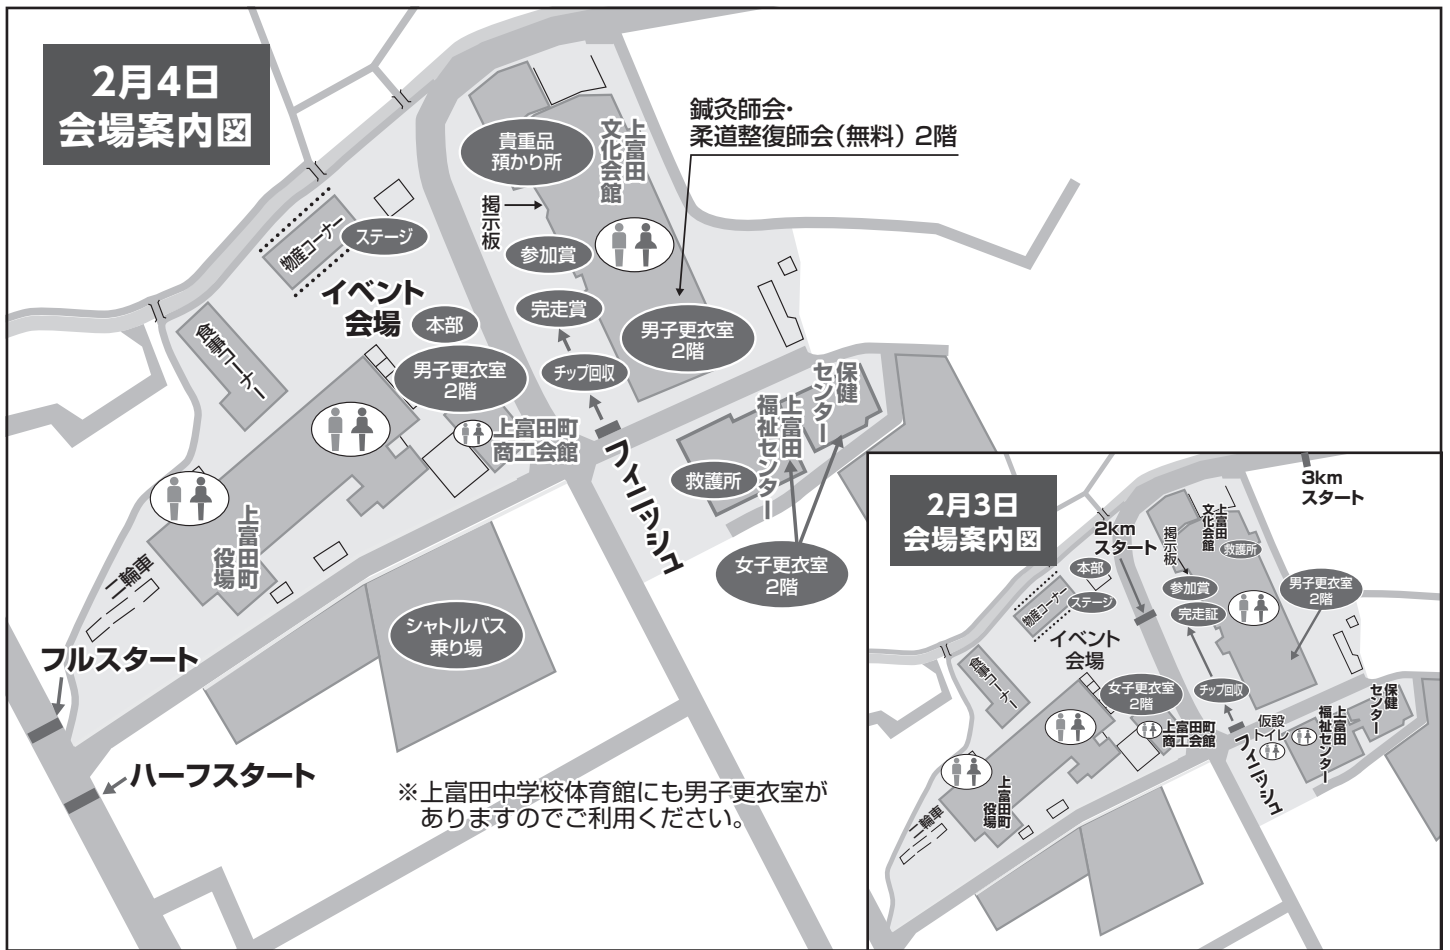 2月4日
会場案内図
鍼灸師会・
柔道整復師会(無料) 2階
貴重品
預かり所
上富田
文化会館
掲示板
物産コーナー
ステージ
参加賞
イベント
会場
本部
完走賞
男子更衣室
2階
食事コーナー
男子更衣室
2階
チップ回収
保健
センター
上富田
福祉センター
上富田町
商工会館
フィニッシュ
救護所
女子更衣室
2階
上富田町
役場
二輪車
シャトルバス
乗り場
フルスタート
ハーフスタート
※上富田中学校体育館にも男子更衣室が
ありますのでご利用ください。
2月3日
会場案内図
3km
スタート
2km
スタート
上富田
文化会館
掲示板
救護所
本部
参加賞
男子更衣室
2階
物産コーナー
ステージ
完走証
イベント
会場
食事コーナー
女子更衣室
2階
チップ回収
保健
センター
仮設
トイレ
上富田
福祉センター
上富田町
商工会館
フィニッシュ
上富田町
役場
二輪車